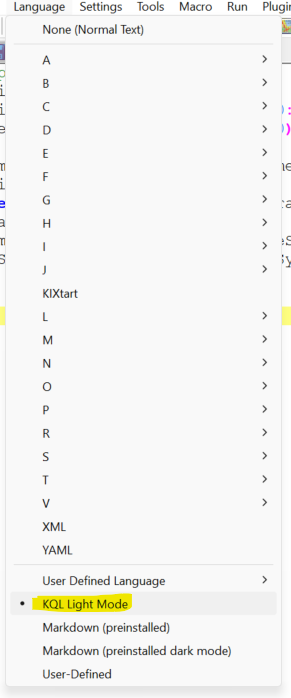 Language Settings Tools Macro Run Plugin
None (Normal Text)
A
B
C
D
E
F
G
H
I
J
KIXtart
L
M
N
O
P
R
S
T
V
XML
YAML
User Defined Language
KQL Light Mode
Markdown (preinstalled)
Markdown (preinstalled dark mode)
User-Defined